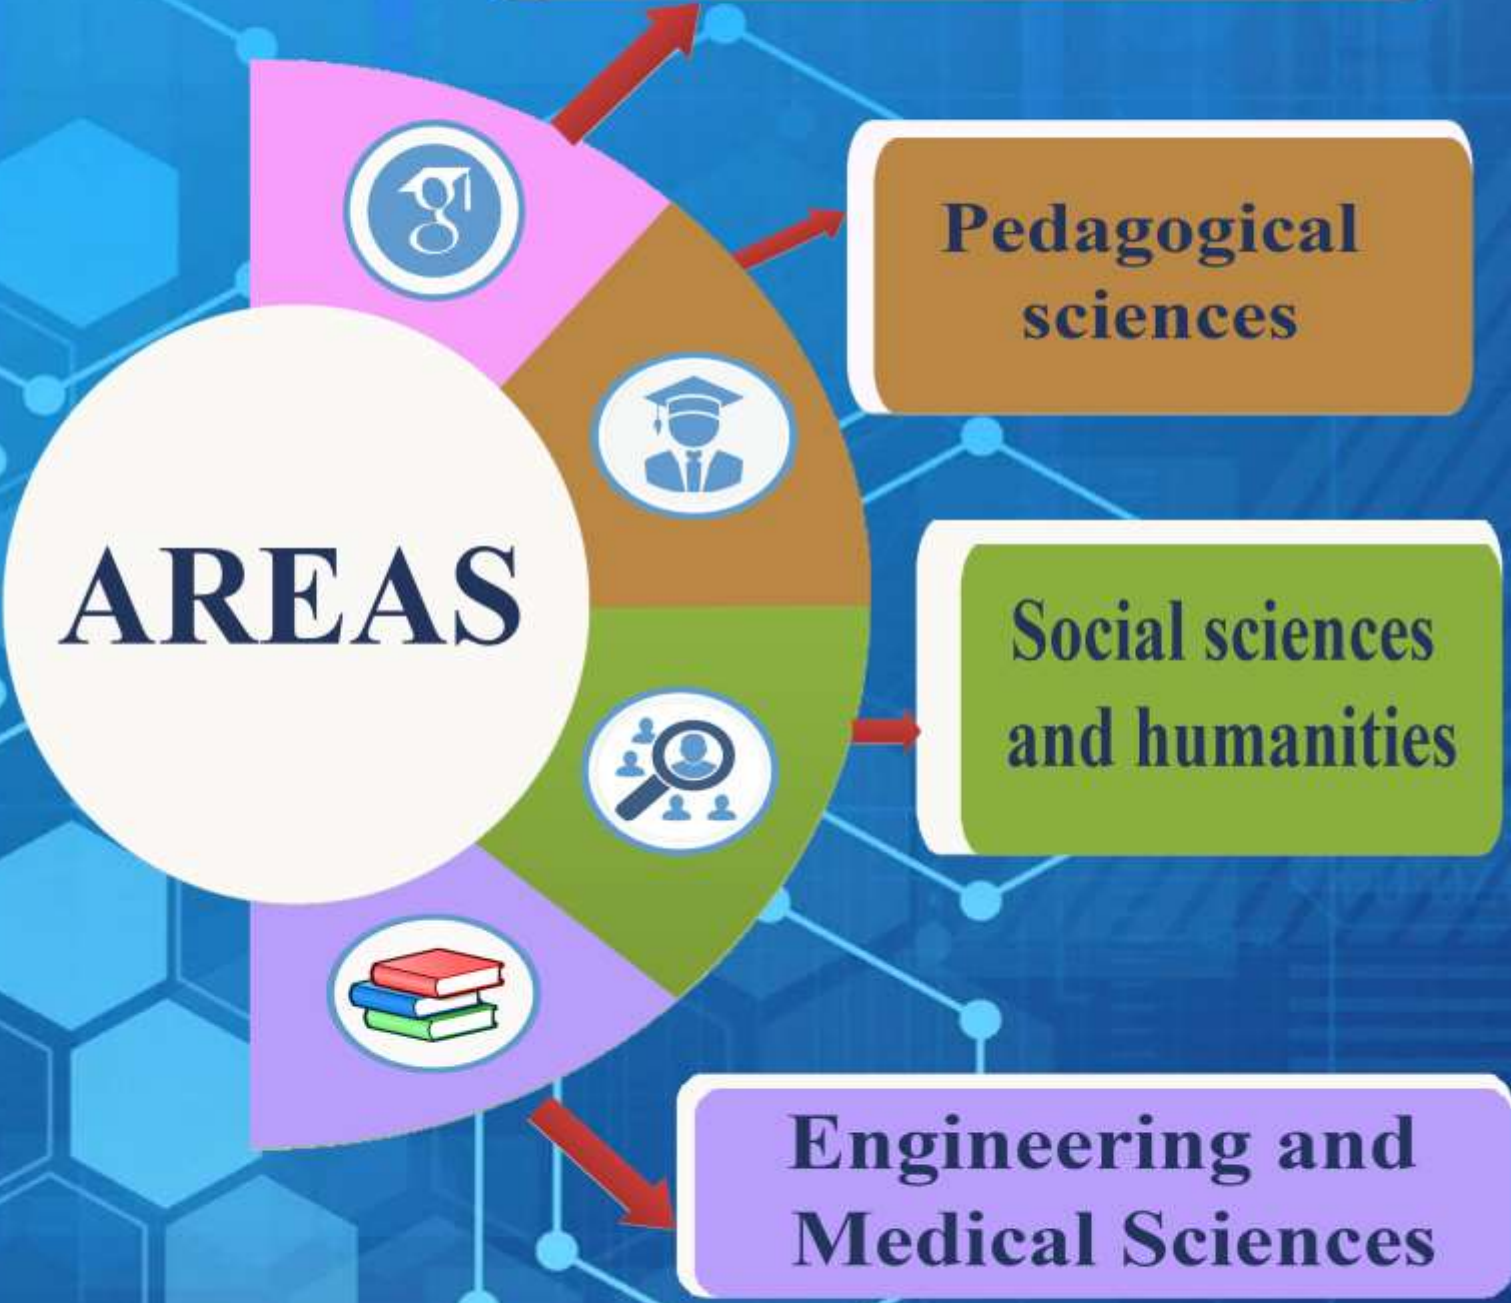 AREAS
Pedagogical
sciences
Social sciences
and humanities
Engineering and
Medical Sciences